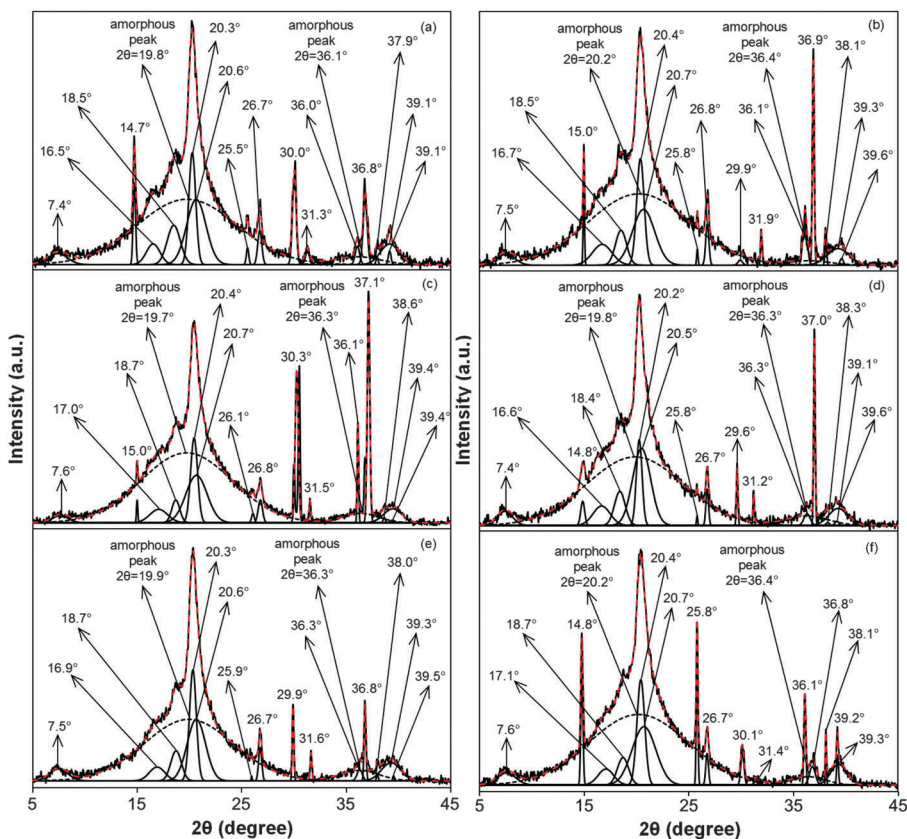 Intensity (a.u.)
(a)
amorphous
peak
2θ=19.8°
20.3°
20.6°
amorphous
peak
2θ=36.1°
37.9°
18.5°
14.7°
16.5°
7.4°
25.5°
26.7°
30.0°
31.3°
36.0°
36.8°
39.1°
39.1°
(b)
amorphous
peak
2θ=20.2°
20.4°
20.7°
amorphous
peak
2θ=36.4°
36.9°
38.1°
18.5°
15.0°
16.7°
7.5°
25.8°
26.8°
29.9°
31.9°
36.1°
39.3°
39.6°
(c)
amorphous
peak
2θ=19.7°
20.4°
20.7°
amorphous
peak
2θ=36.3°
37.1°
38.6°
18.7°
17.0°
15.0°
7.6°
26.1°
26.8°
30.3°
31.5°
36.1°
39.4°
39.4°
Intensity (a.u.)
(d)
amorphous
peak
2θ=19.8°
20.2°
20.5°
amorphous
peak
2θ=36.3°
37.0°
38.3°
18.4°
16.6°
14.8°
7.4°
25.8°
26.7°
29.6°
31.2°
36.3°
39.1°
39.6°
(e)
amorphous
peak
2θ=19.9°
20.3°
20.6°
amorphous
peak
2θ=36.3°
38.0°
18.7°
16.9°
7.5°
25.9°
26.7°
29.9°
31.6°
36.3°
36.8°
39.3°
39.5°
5 15 25 35 45
2θ (degree)
(f)
amorphous
peak
2θ=20.2°
20.4°
20.7°
25.8°
amorphous
peak
2θ=36.4°
36.8°
38.1°
14.8°
18.7°
17.1°
7.6°
26.7°
30.1°
31.4°
36.1°
39.2°
39.3°
5 15 25 35 45
2θ (degree)